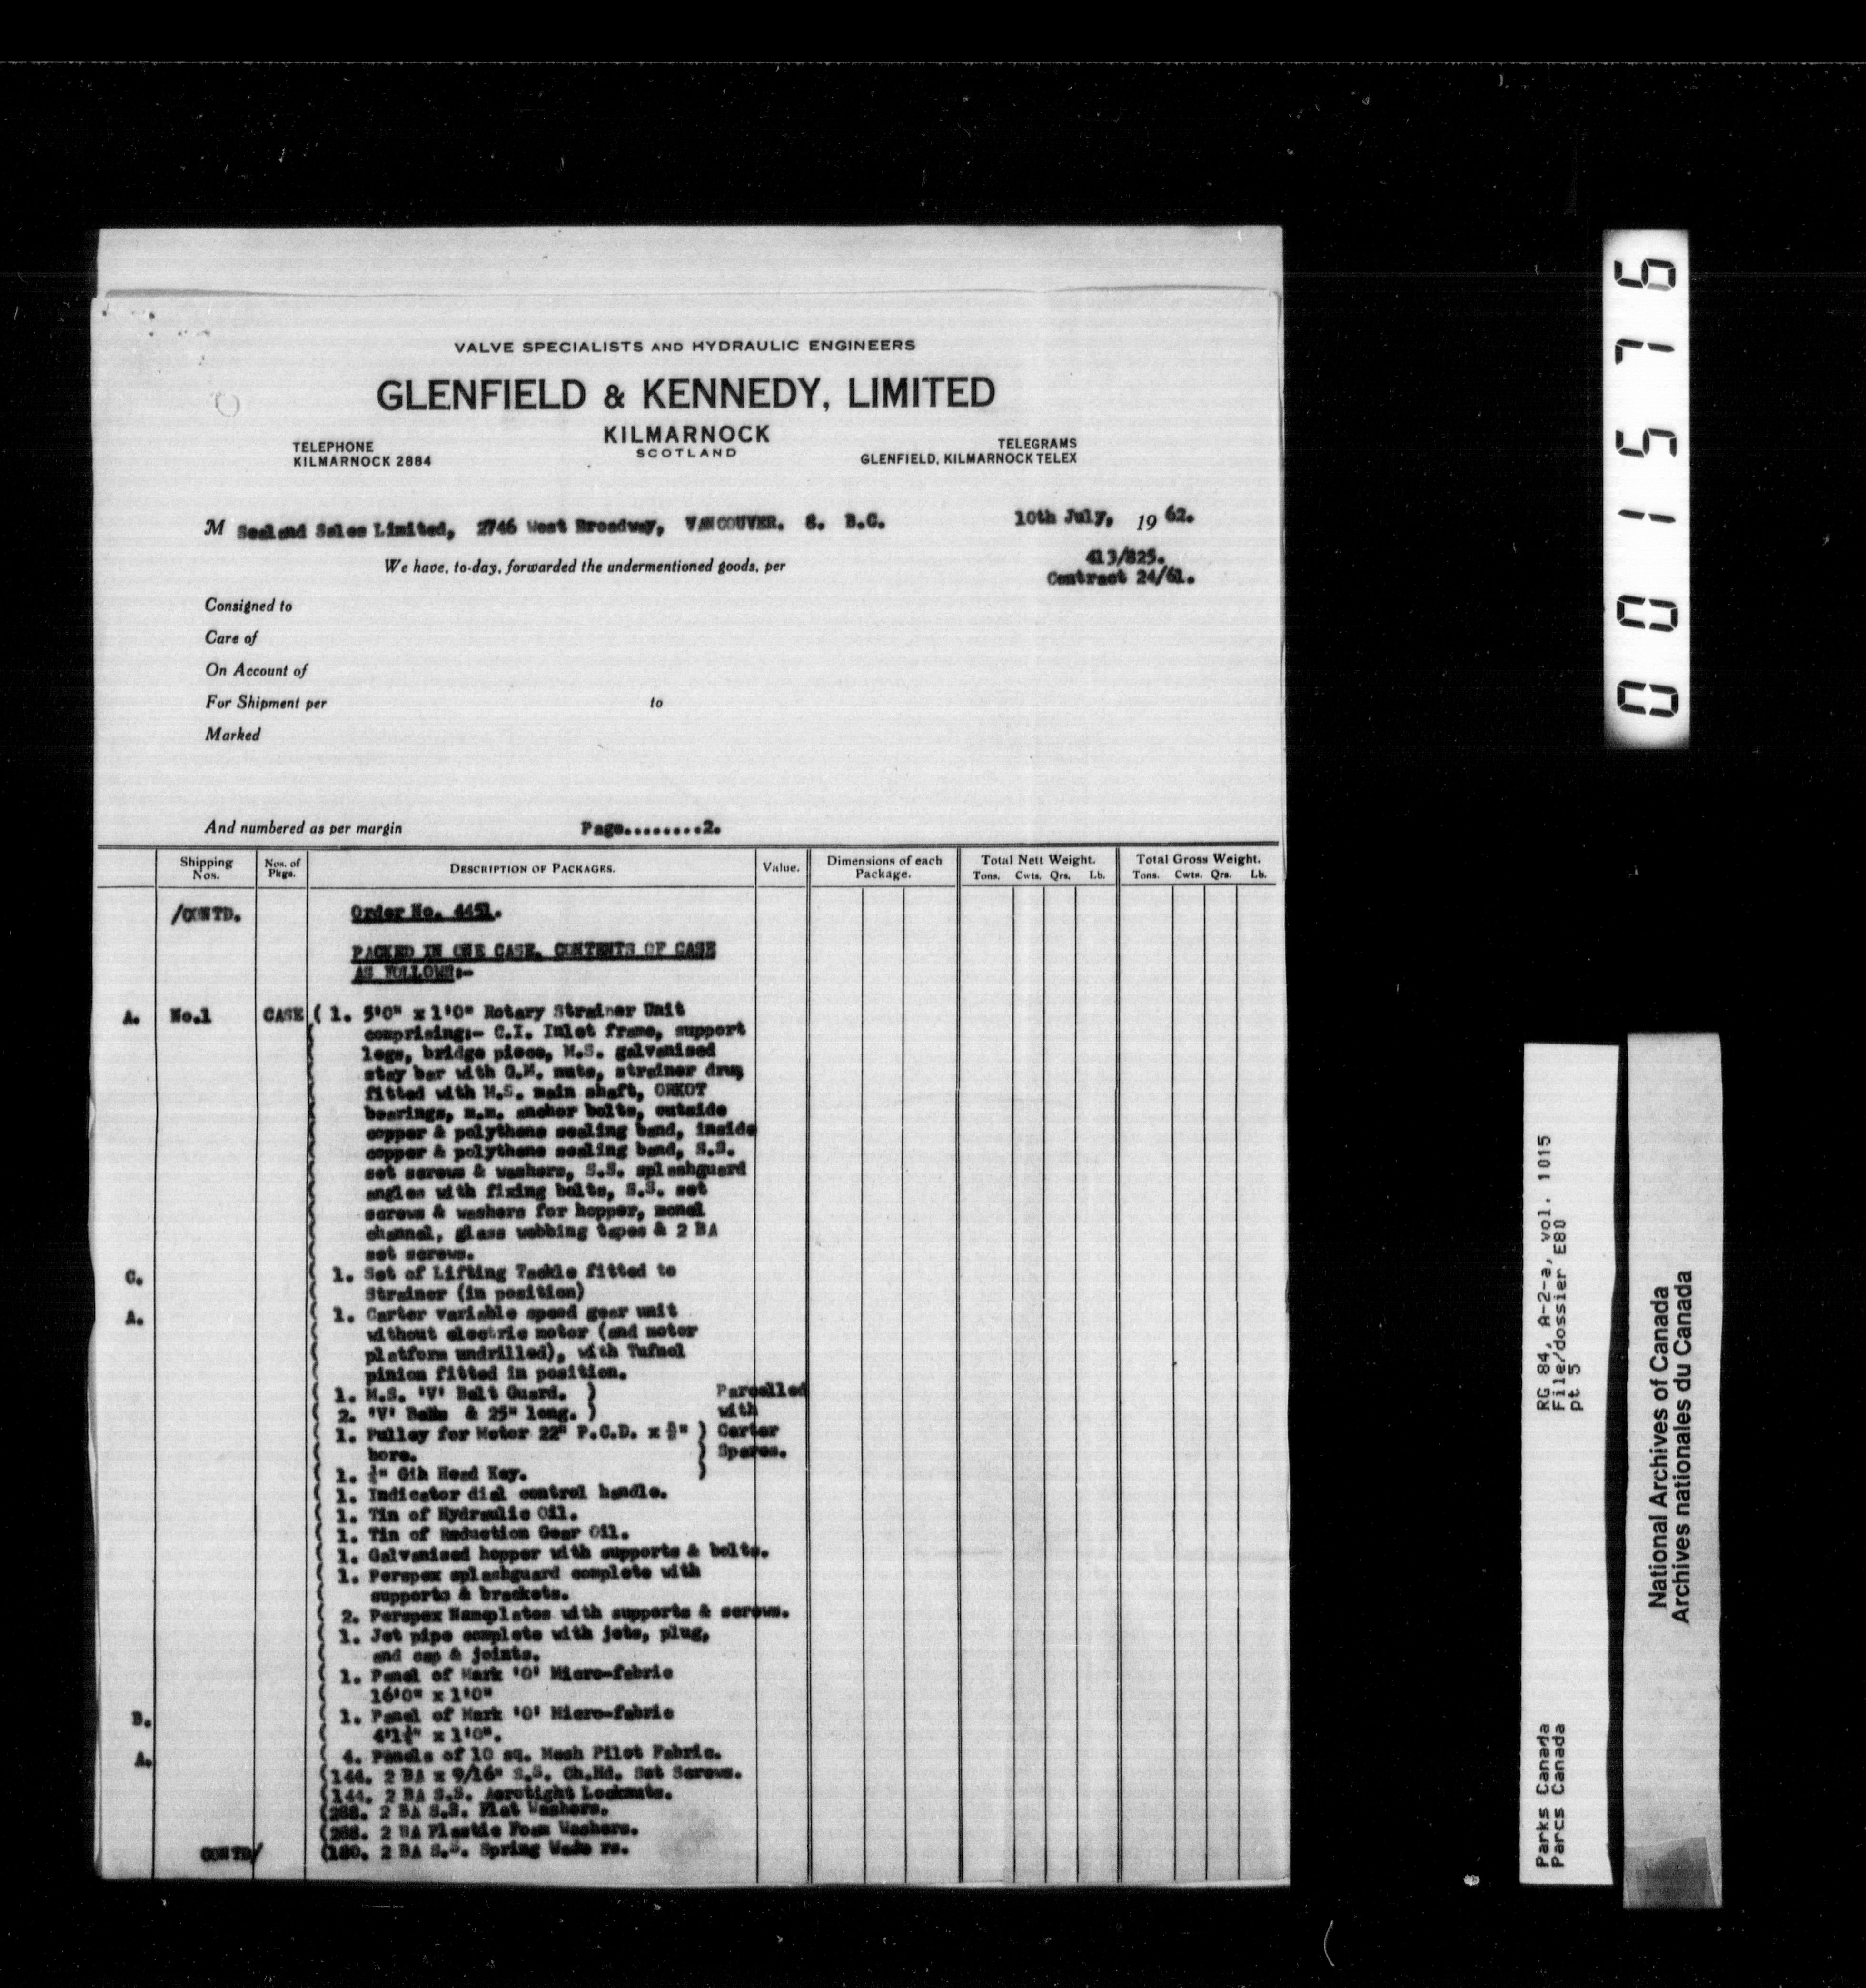 VALVE SPECIALISTS AND HYDRAULIC ENGINEERS
GLENFIELD & KENNEDY, LIMITED
KILMARNOCK
SCOTLAND
TELEPHONE
KILMARNOCK 2884
TELEGRAMS
GLENFIELD, KILMARNOCK TELEX
M Sealand Sales Limited, 2746 West Broadway, VANCOUVER. 8. B.C. 10th July, 19 62.
We have, to-day, forwarded the undermentioned goods, per
413/825.
Contract 24/61.
Consigned to
Care of
On Account of
For Shipment per to
Marked
And numbered as per margin Page........2.
Shipping Nos. Nos. of Pkgs. DESCRIPTION OF PACKAGES. Value. Dimensions of each Package. Total Nett Weight. Total Gross Weight.
Tons. Cwts. Qrs. Lb. Tons. Cwts. Qrs. Lb.
/CONTD. Order No. 4451.
PACKED IN ONE CASE. CONTENTS OF CASE
AS FOLLOWS:-
A. No.1 CASE ( 1. 5'0" x 1'0" Rotary Strainer Unit
comprising:- C.I. Inlet frame, support
legs, bridge piece, M.S. galvanised
stay bar with G.M. nuts, strainer drum
fitted with M.S. main shaft, ORKOT
bearings, m.m. anchor bolts, outside
copper & polythene sealing band, inside
copper & polythene sealing band, S.S.
set screws & washers, S.S. splashguard
angles with fixing bolts, S.S. set
screws & washers for hopper, monel
channel, glass webbing tapes & 2 BA
set screws.
C. 1. Set of Lifting Tackle fitted to
Strainer (in position)
A. 1. Carter variable speed gear unit
without electric motor (and motor
platform undrilled), with Tufnol
pinion fitted in position.
1. M.S. 'V' Belt Guard. ) Parcelled
2. 'V' Belts & 25" long. ) with
1. Pulley for Motor 22" P.C.D. x ") Carter
bore. ) Spares.
1. " Gib Head Key. )
1. Indicator dial control handle.
1. Tin of Hydraulic Oil.
1. Tin of Reduction Gear Oil.
1. Galvanised hopper with supports & bolts.
1. Perspex splashguard complete with
supports & brackets.
2. Perspex Nameplates with supports & screws.
1. Jet pipe complete with jets, plug,
and cap & joints.
1. Panel of Mark 'O' Micro-fabric
16'0" x 1'0"
B. 1. Panel of Mark 'O' Micro-fabric
x 1'0".
A. 4. Panels of 10 sq. Mesh Pilot Fabric.
(144. 2 BA x 9/16" S.S. Ch.Hd. Set Screws.
(144. 2 BA S.S. Aerotight Locknuts.
(288. 2 BA S.S. Flat Washers.
(288. 2 BA Plastic Foam Washers.
CONTD/ (180. 2 BA S.S. Spring
001576
RG 84, A-2-a, vol. 1015
File/dossier E80
pt 5
Parks Canada
Parcs Canada
National Archives of Canada
Archives nationales du Canada